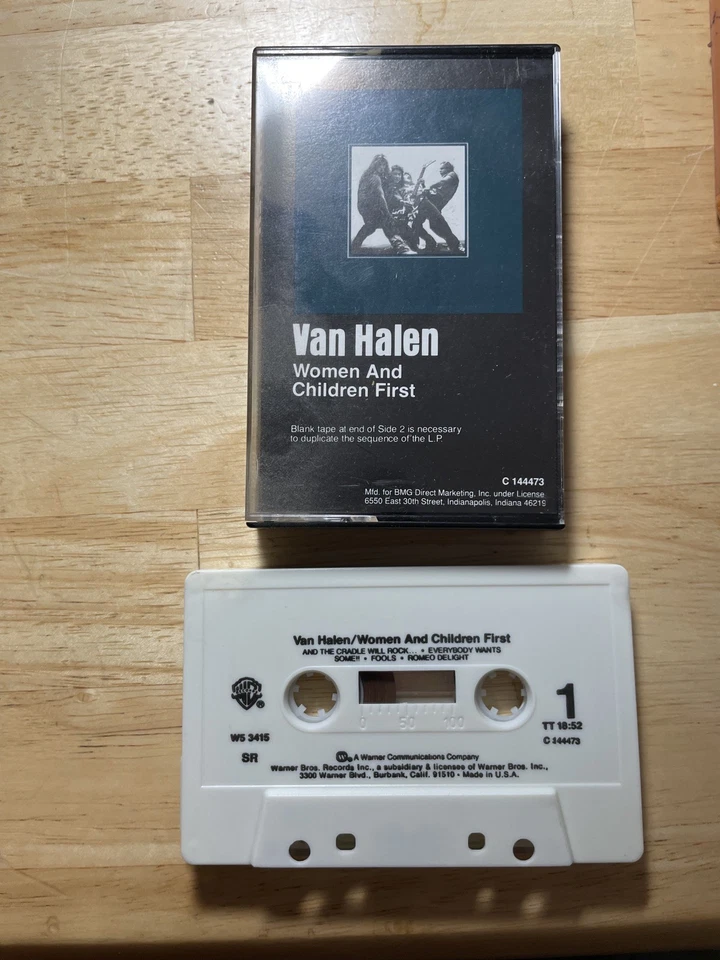 Van Halen
Women And
Children First
Blank tape at end of Side 2 is necessary
to duplicate the sequence of the L.P.
C 144473
Mfd. for BMG Direct Marketing, Inc. under License
6550 East 30th Street, Indianapolis, Indiana 46219
Van Halen/Women And Children First
AND THE CRADLE WILL ROCK... • EVERYBODY WANTS
SOME!! • FOOLS • ROMEO DELIGHT
1
0 50 100
TT 18:52
W5 3415
C 144473
SR
A Warner Communications Company
Warner Bros. Records Inc., a subsidiary & licensee of Warner Bros. Inc.,
3300 Warner Blvd., Burbank, Calif. 91510 • Made in U.S.A.